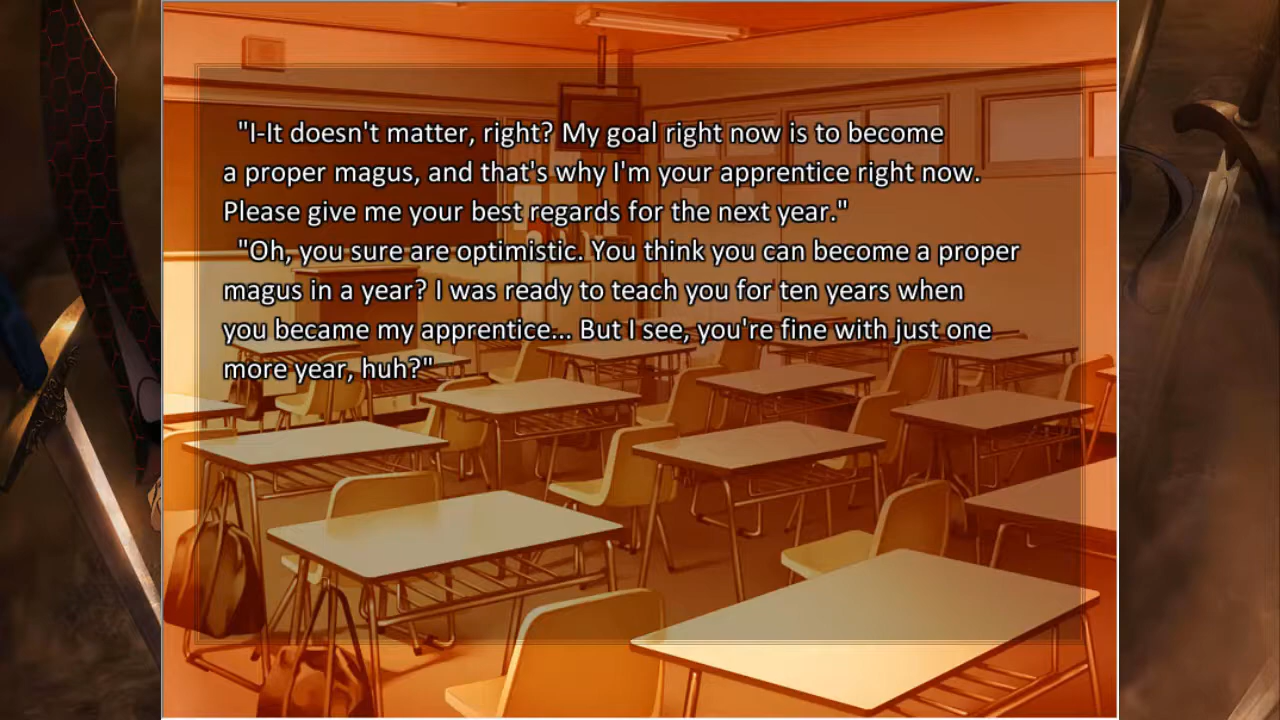 "I-It doesn't matter, right? My goal right now is to become
a proper magus, and that's why I'm your apprentice right now.
Please give me your best regards for the next year."
"Oh, you sure are optimistic. You think you can become a proper
magus in a year? I was ready to teach you for ten years when
you became my apprentice... But I see, you're fine with just one
more year, huh?"